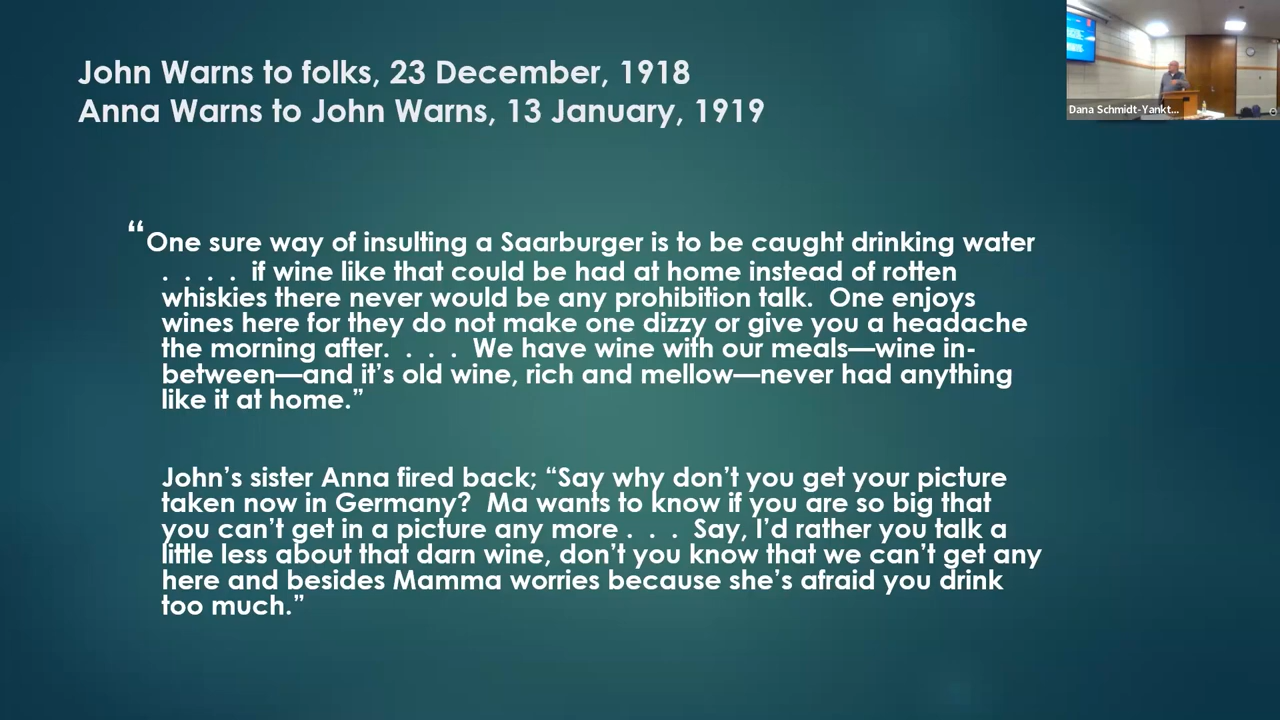 John Warns to folks, 23 December, 1918
Anna Warns to John Warns, 13 January, 1919
Dana Schmidt-Yankt...
“One sure way of insulting a Saarburger is to be caught drinking water
. . . . if wine like that could be had at home instead of rotten
whiskies there never would be any prohibition talk.  One enjoys
wines here for they do not make one dizzy or give you a headache
the morning after. . . .  We have wine with our meals—wine in-
between—and it’s old wine, rich and mellow—never had anything
like it at home.”
John’s sister Anna fired back; “Say why don’t you get your picture
taken now in Germany?  Ma wants to know if you are so big that
you can’t get in a picture any more . . .  Say, I’d rather you talk a
little less about that darn wine, don’t you know that we can’t get any
here and besides Mamma worries because she’s afraid you drink
too much.”